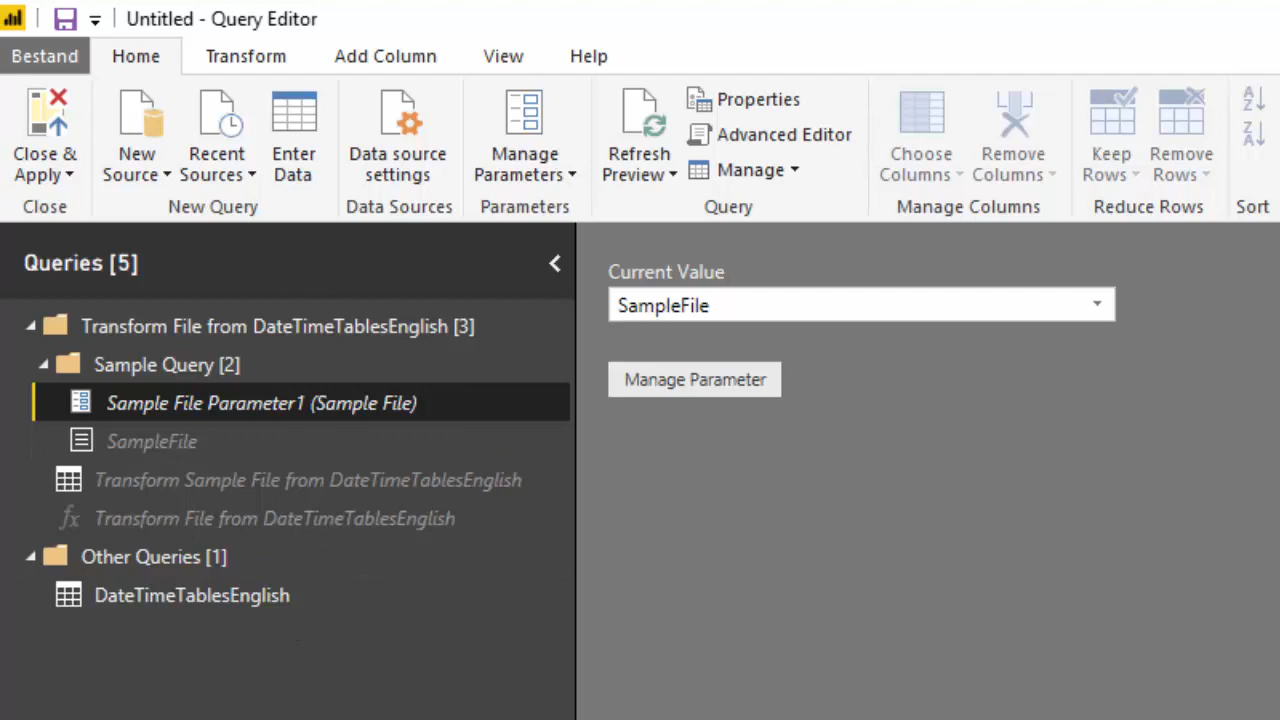 Untitled - Query Editor
Bestand Home Transform Add Column View Help
Close & Apply
New Source
Recent Sources
Enter Data
Data source settings
Manage Parameters
Refresh Preview
Properties
Advanced Editor
Manage
Choose Columns
Remove Columns
Keep Rows
Remove Rows
A Z
Z A
Close New Query Data Sources Parameters Query Manage Columns Reduce Rows Sort
Queries [5]
Transform File from DateTimeTablesEnglish [3]
Sample Query [2]
Sample File Parameter1 (Sample File)
SampleFile
Transform Sample File from DateTimeTablesEnglish
fx Transform File from DateTimeTablesEnglish
Other Queries [1]
DateTimeTablesEnglish
Current Value
SampleFile
Manage Parameter